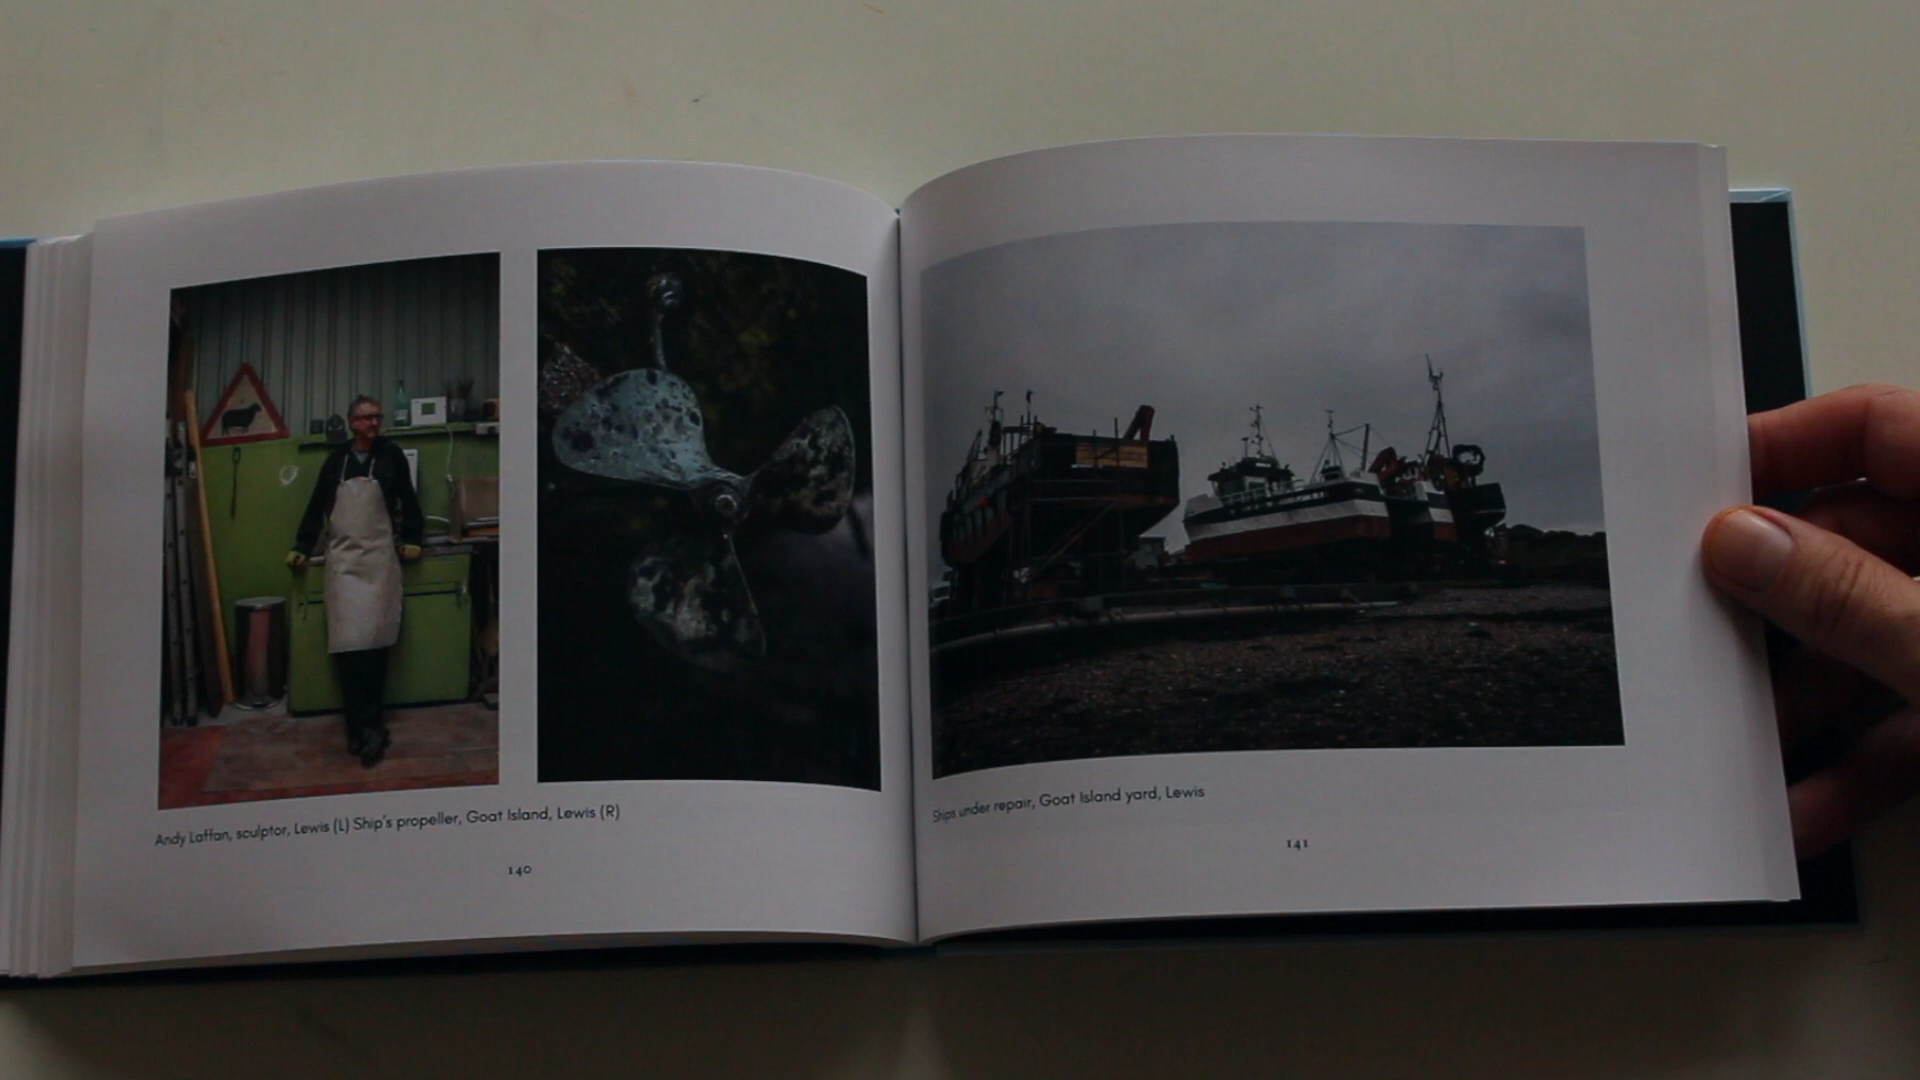 Andy Laffan, sculptor, Lewis (L) Ship's propeller, Goat Island, Lewis (R)
140
Ships under repair, Goat Island yard, Lewis
141